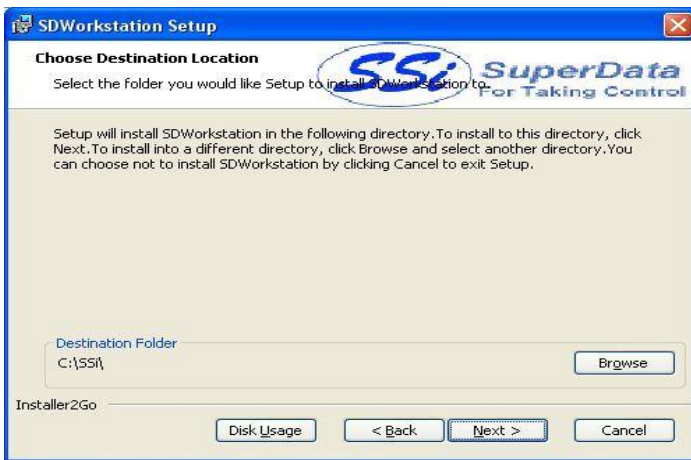 SDWorkstation Setup
Choose Destination Location
Select the folder you would like Setup to install SDWorkstation to.
SSi
SuperData
For Taking Control
Setup will install SDWorkstation in the following directory.To install to this directory, click
Next.To install into a different directory, click Browse and select another directory.You
can choose not to install SDWorkstation by clicking Cancel to exit Setup.
Destination Folder
C:\SSi\
Browse
Installer2Go
Disk Usage
< Back
Next >
Cancel